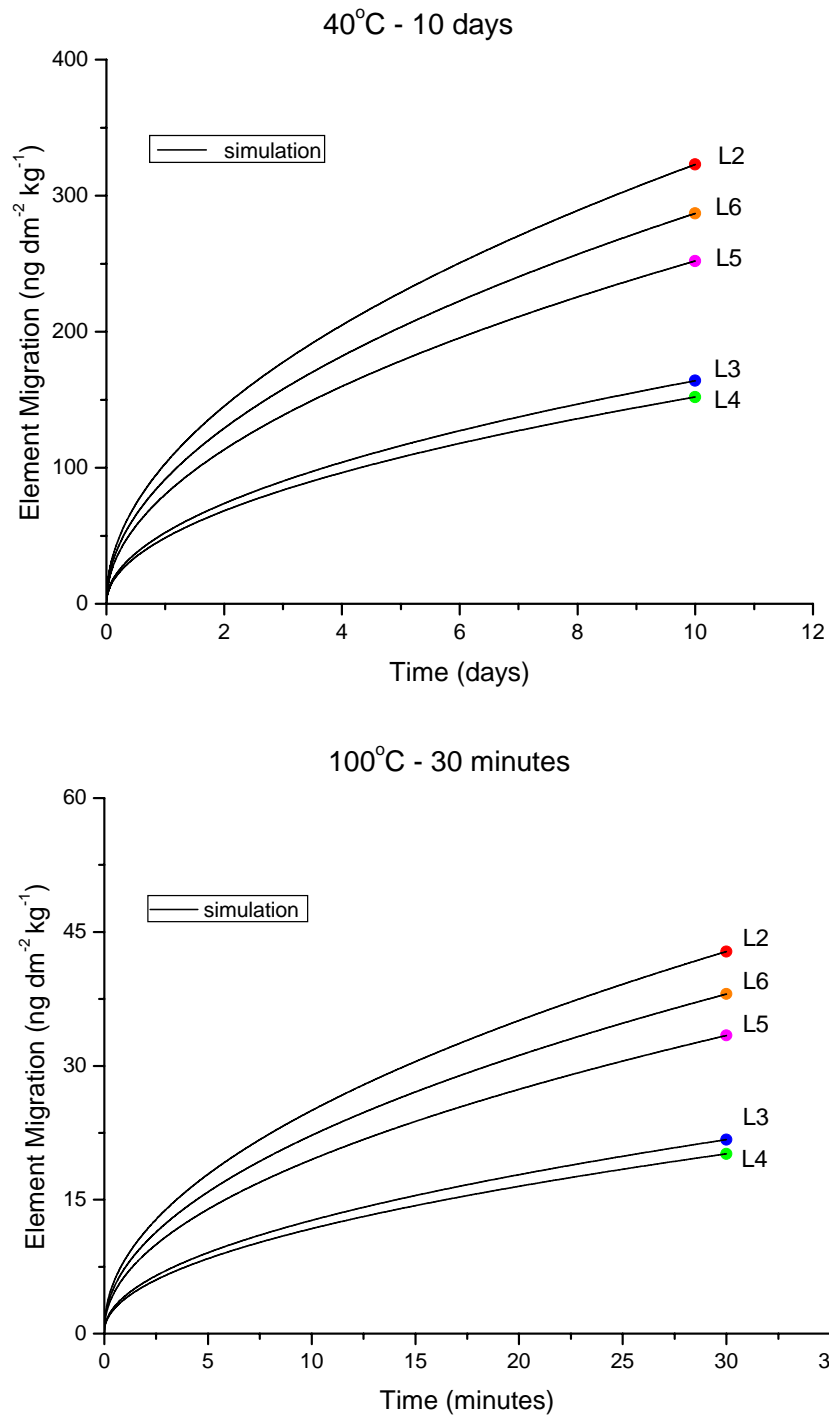 40°C - 10 days
400
300
200
100
0
Element Migration (ng dm⁻² kg⁻¹)
simulation
L2
L6
L5
L3
L4
0 2 4 6 8 10 12
Time (days)
100°C - 30 minutes
60
45
30
15
0
Element Migration (ng dm⁻² kg⁻¹)
simulation
L2
L6
L5
L3
L4
0 5 10 15 20 25 30
Time (minutes)